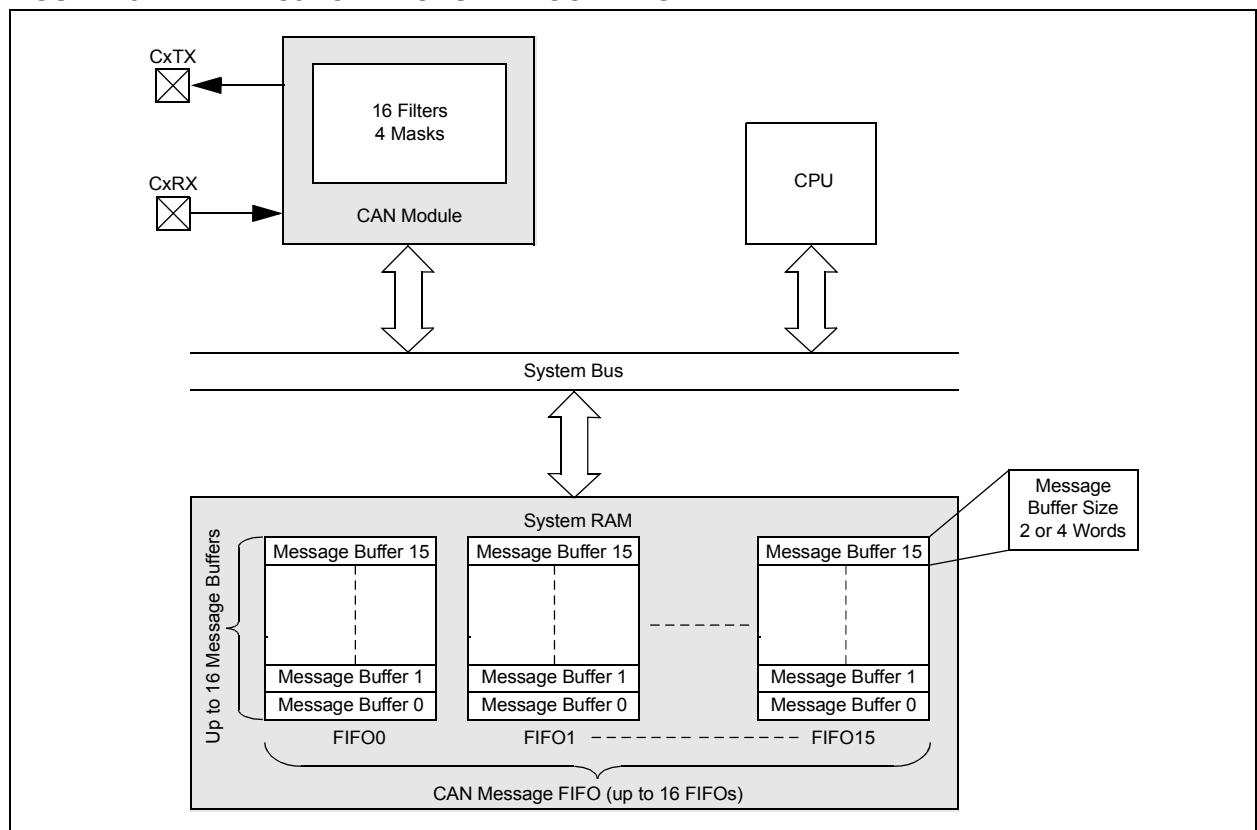 CxTX
16 Filters
4 Masks
CxRX
CAN Module
CPU
System Bus
Message
Buffer Size
2 or 4 Words
System RAM
Up to 16 Message Buffers
Message Buffer 15
Message Buffer 15
Message Buffer 15
Message Buffer 1
Message Buffer 1
Message Buffer 1
Message Buffer 0
Message Buffer 0
Message Buffer 0
FIFO0
FIFO1
FIFO15
CAN Message FIFO (up to 16 FIFOs)